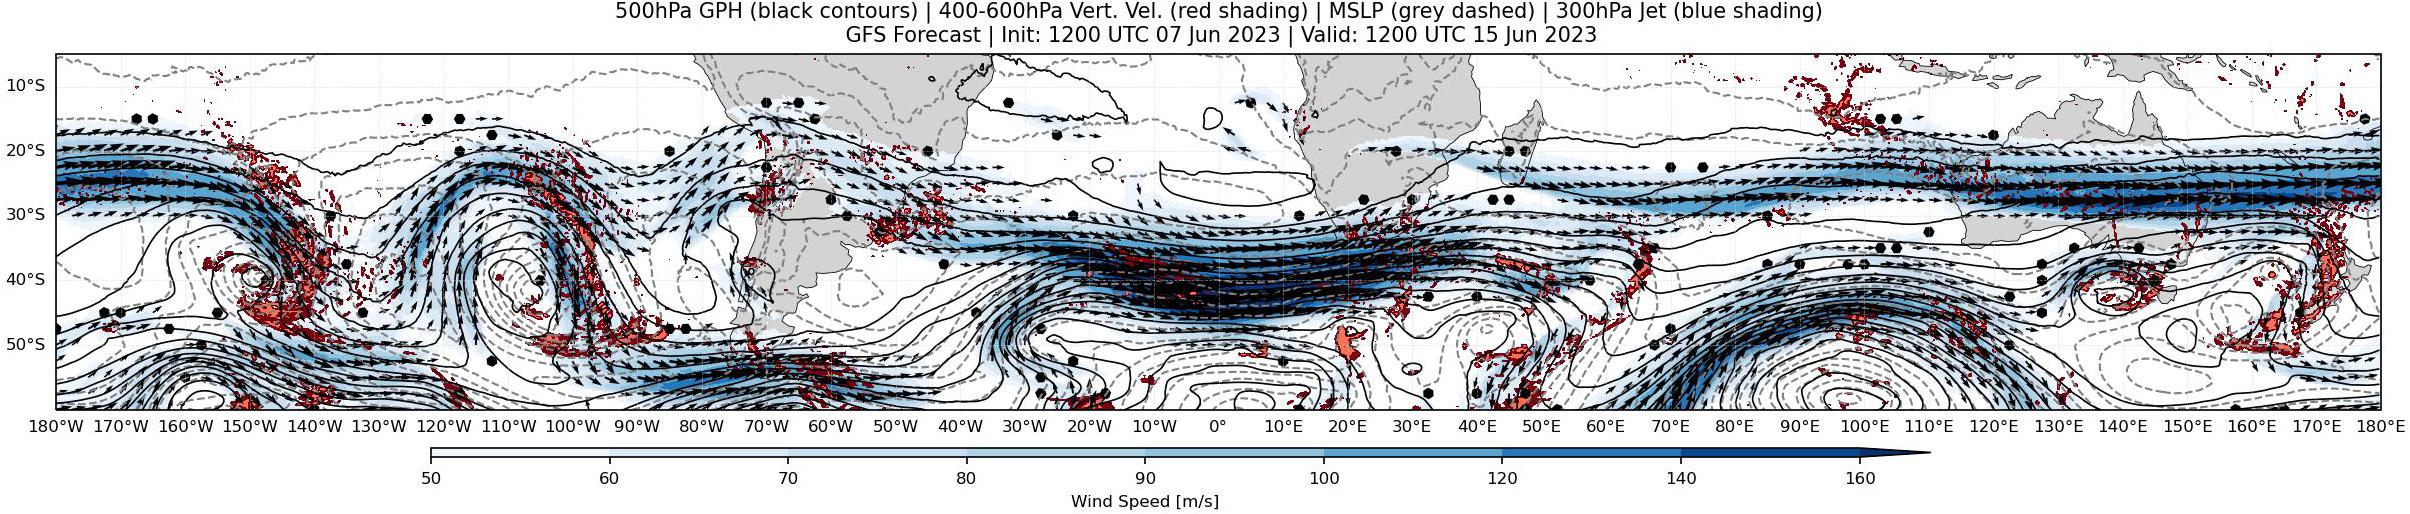 500hPa GPH (black contours) | 400-600hPa Vert. Vel. (red shading) | MSLP (grey dashed) | 300hPa Jet (blue shading)
GFS Forecast | Init: 1200 UTC 07 Jun 2023 | Valid: 1200 UTC 15 Jun 2023
10°S
20°S
30°S
40°S
50°S
180°W 170°W 160°W 150°W 140°W 130°W 120°W 110°W 100°W 90°W 80°W 70°W 60°W 50°W 40°W 30°W 20°W 10°W 0° 10°E 20°E 30°E 40°E 50°E 60°E 70°E 80°E 90°E 100°E 110°E 120°E 130°E 140°E 150°E 160°E 170°E 180°E
50 60 70 80 90 100 120 140 160
Wind Speed [m/s]